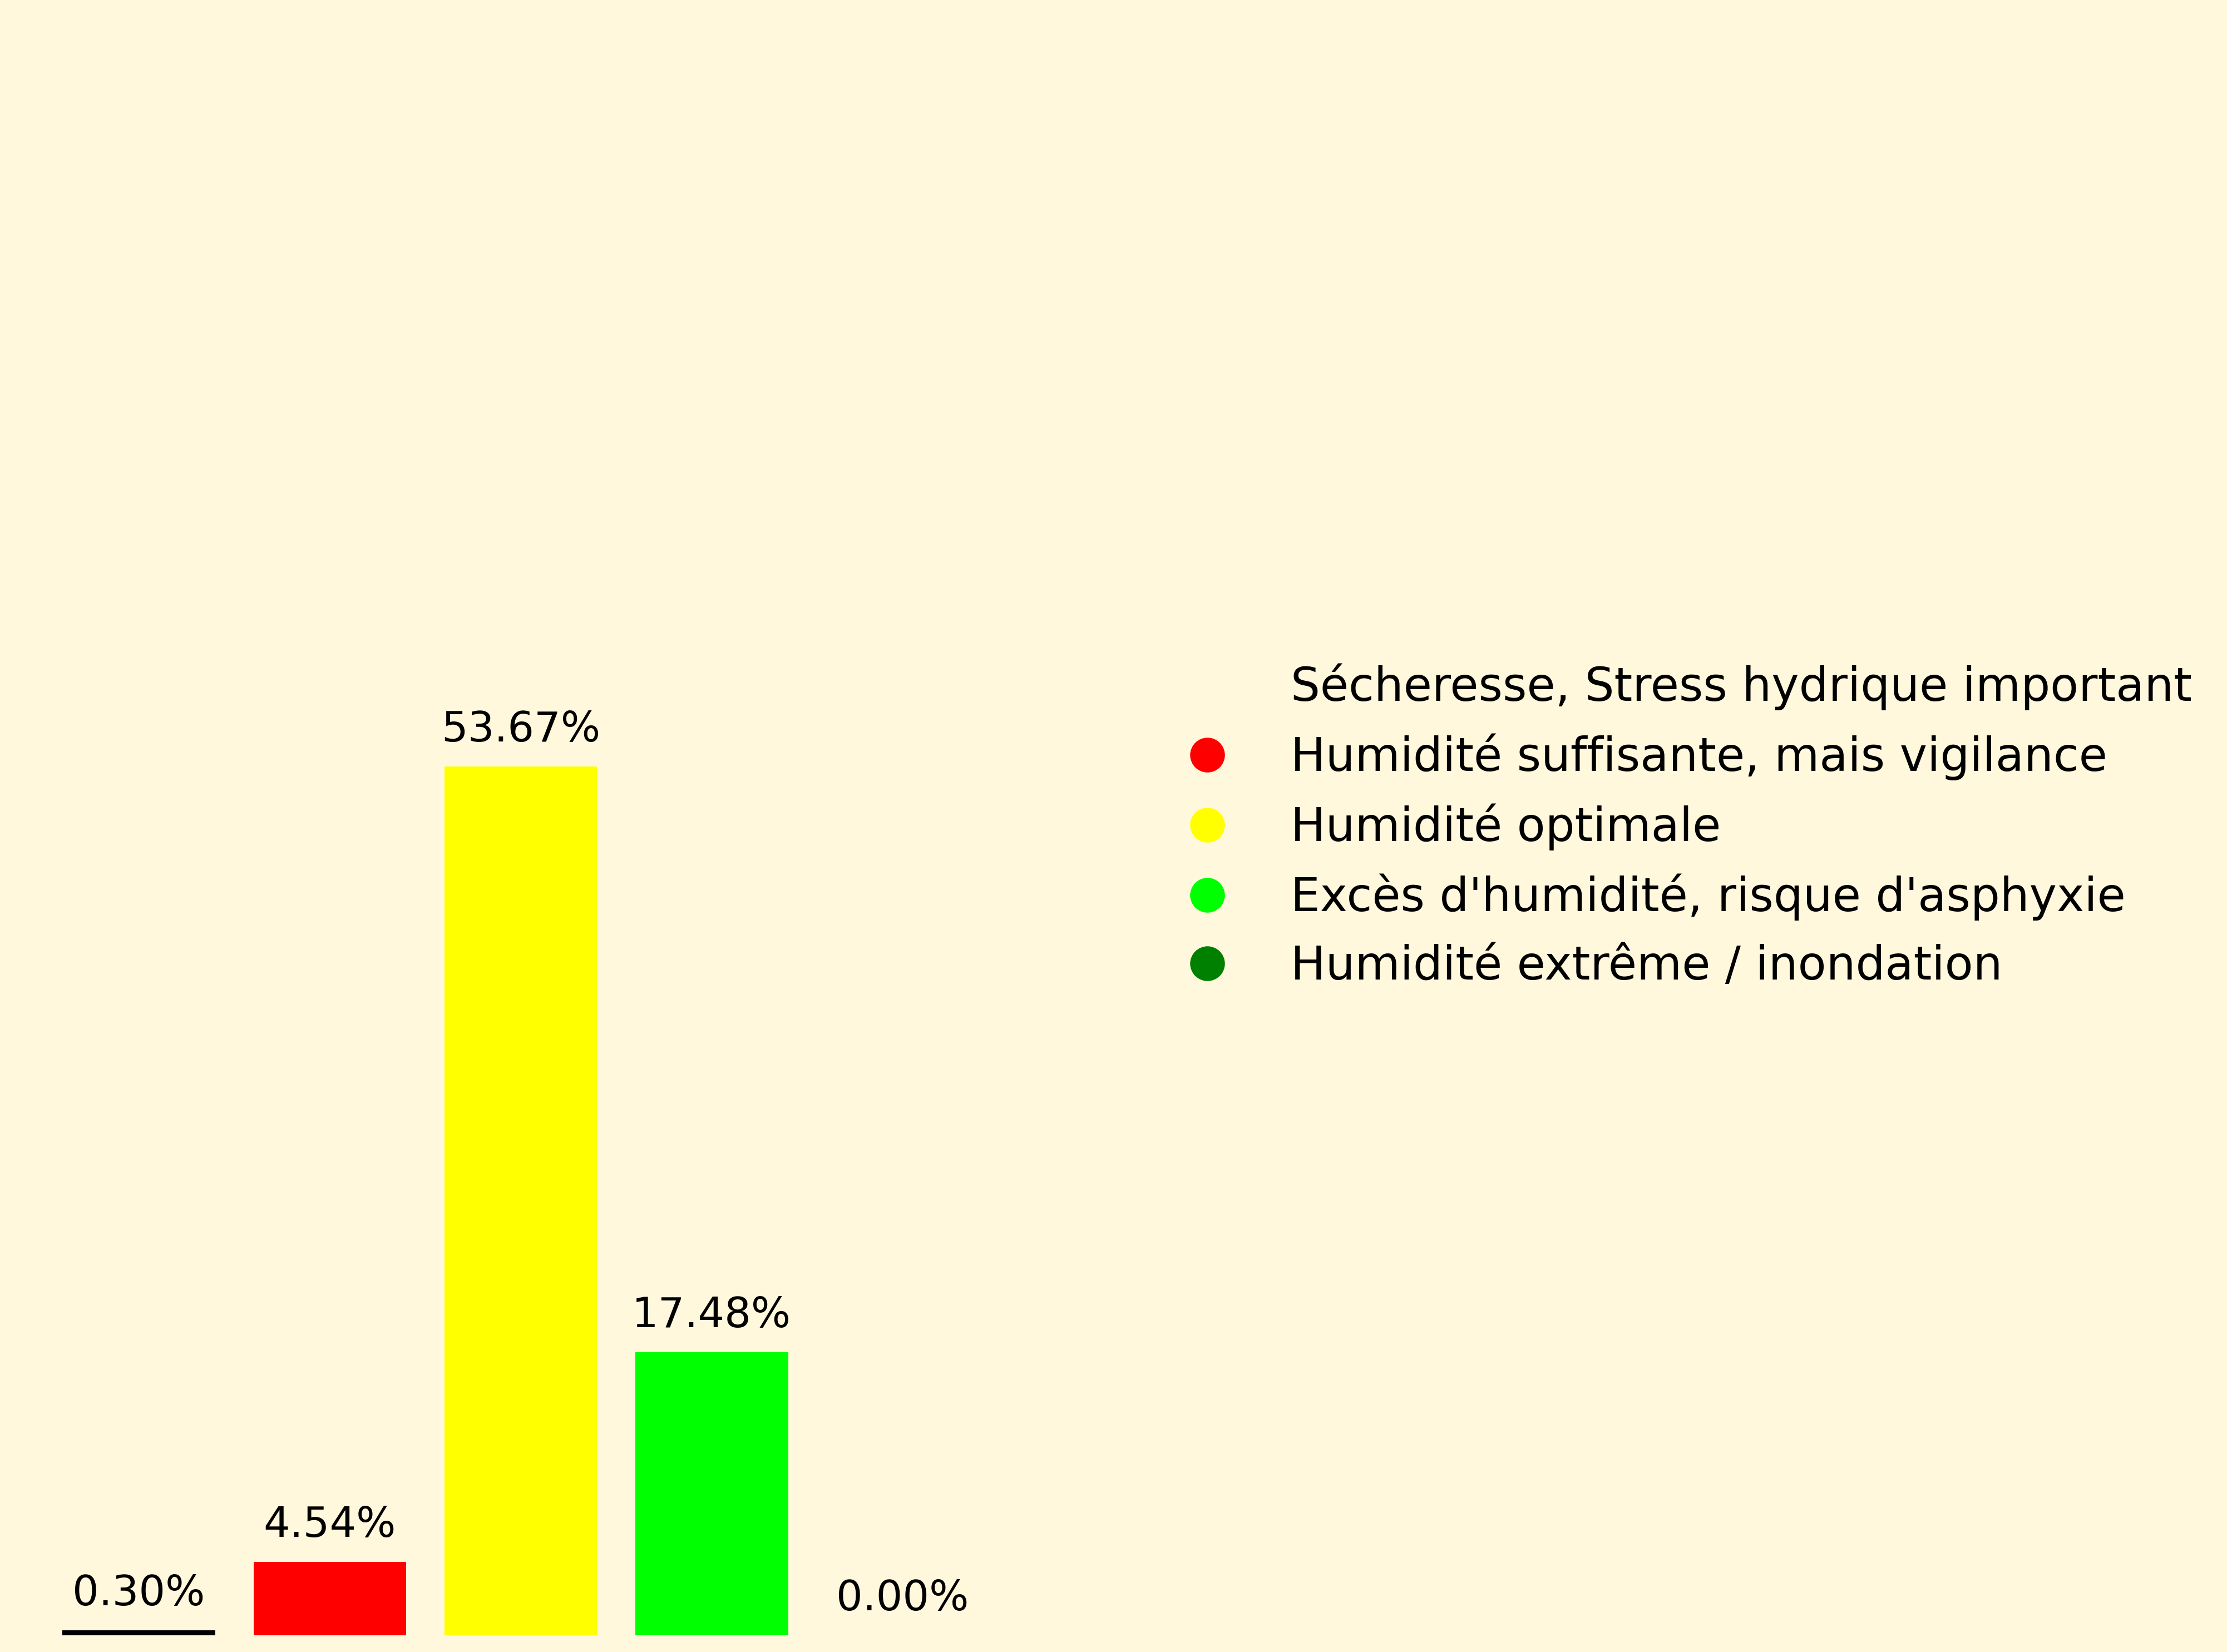 Sécheresse, Stress hydrique important
53.67%
Humidité suffisante, mais vigilance
Humidité optimale
Excès d'humidité, risque d'asphyxie
Humidité extrême / inondation
17.48%
4.54%
0.30%
0.00%